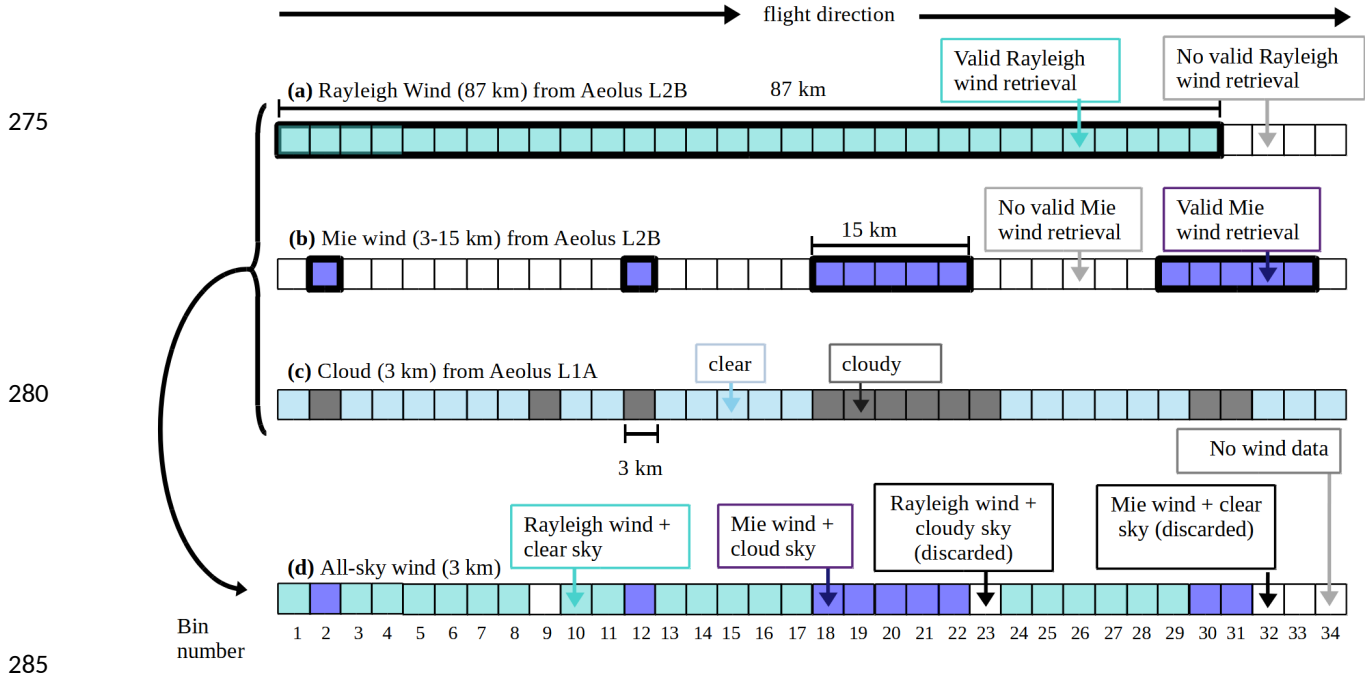 flight direction
Valid Rayleigh
wind retrieval
No valid Rayleigh
wind retrieval
(a) Rayleigh Wind (87 km) from Aeolus L2B
87 km
275
No valid Mie
wind retrieval
Valid Mie
wind retrieval
15 km
(b) Mie wind (3-15 km) from Aeolus L2B
clear
cloudy
(c) Cloud (3 km) from Aeolus L1A
280
3 km
No wind data
Rayleigh wind +
clear sky
Mie wind +
cloud sky
Rayleigh wind +
cloudy sky
(discarded)
Mie wind + clear
sky (discarded)
(d) All-sky wind (3 km)
Bin
number
1 2 3 4 5 6 7 8 9 10 11 12 13 14 15 16 17 18 19 20 21 22 23 24 25 26 27 28 29 30 31 32 33 34
285